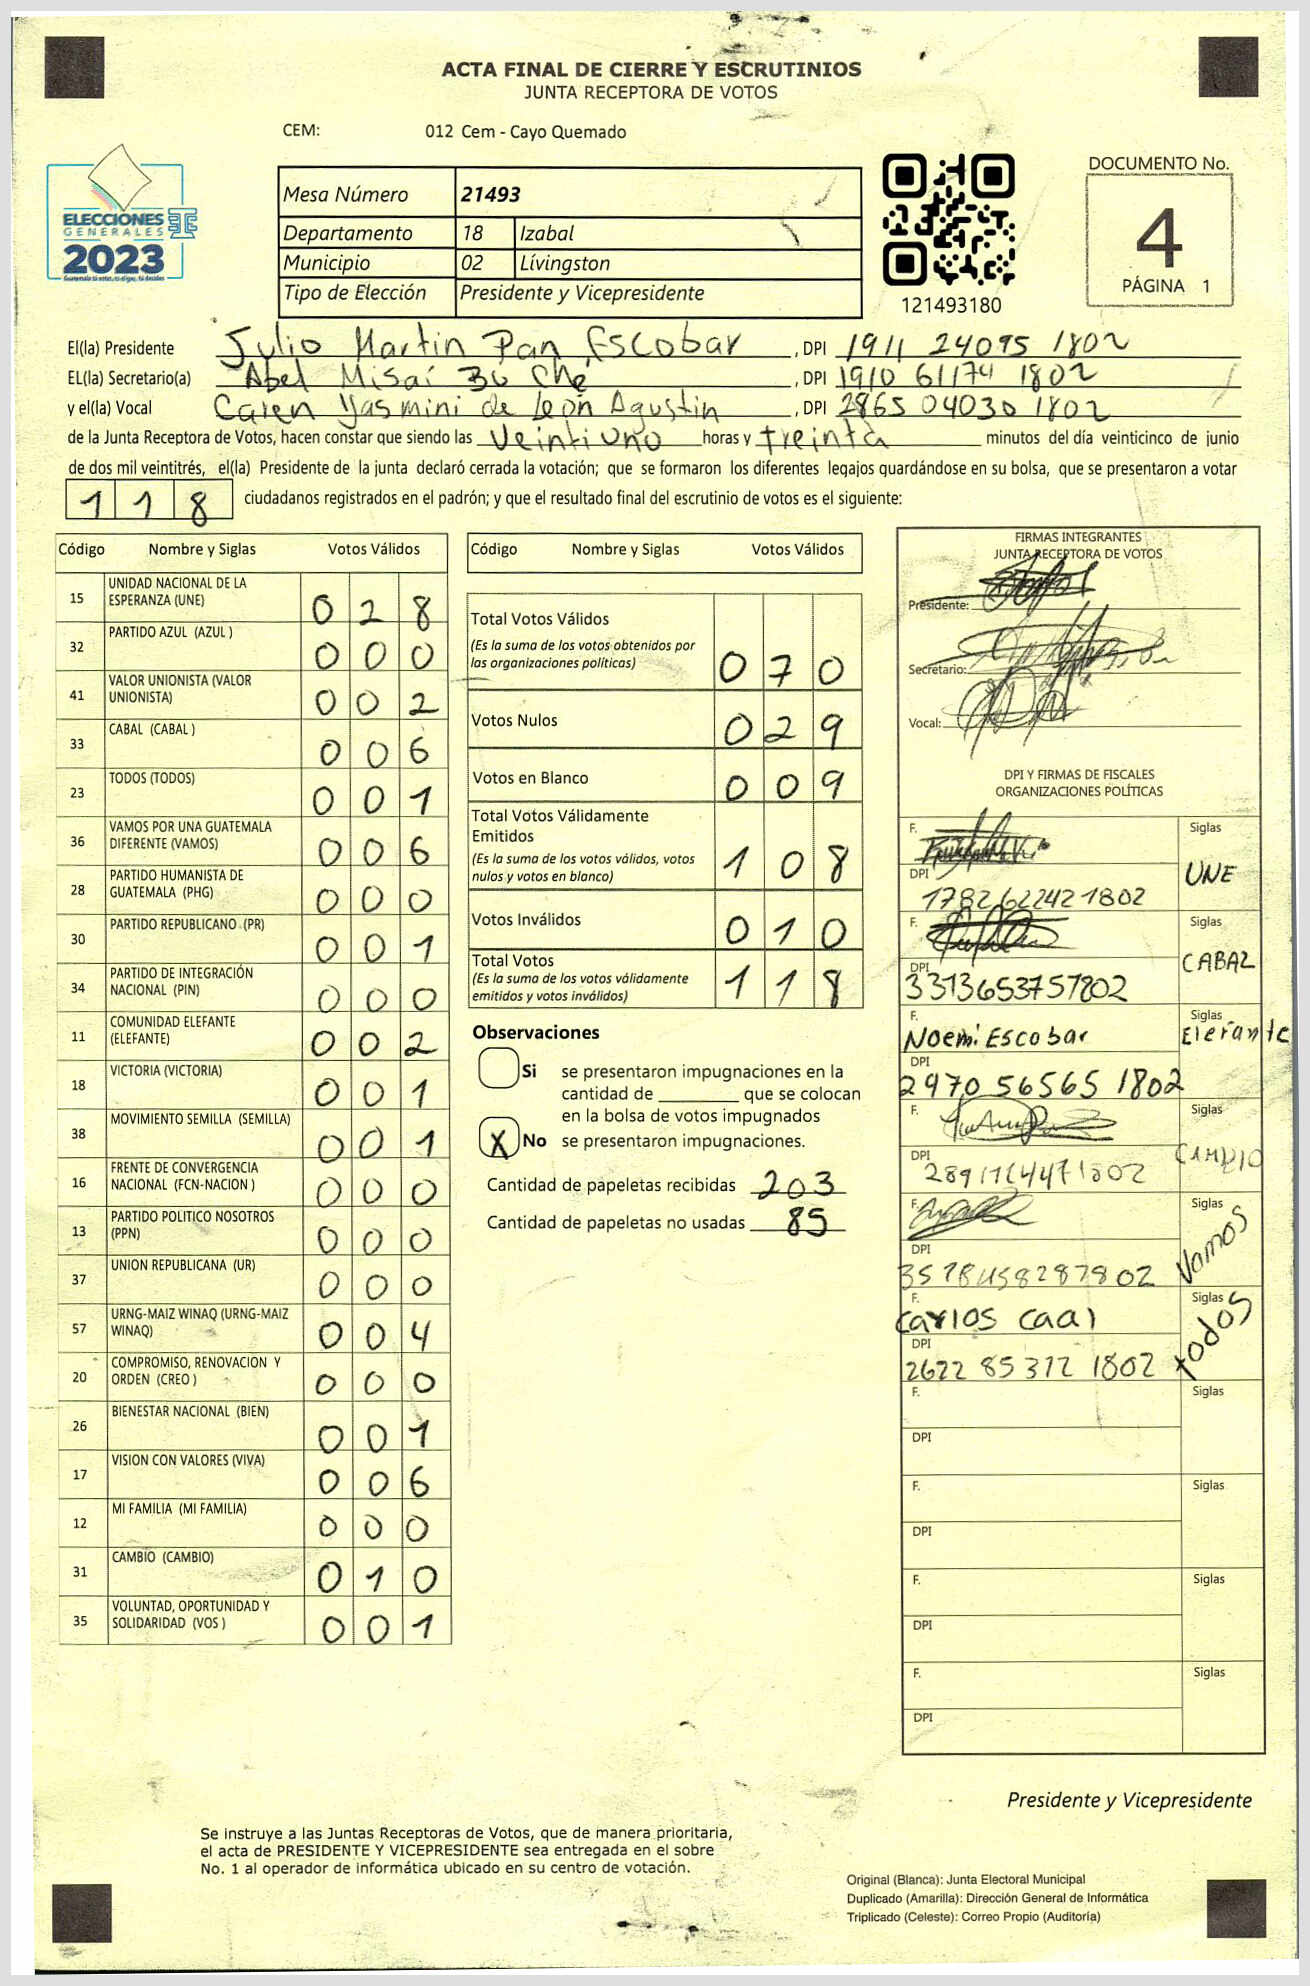 ACTA FINAL DE CIERRE Y ESCRUTINIOS
JUNTA RECEPTORA DE VOTOS
CEM: 012 Cem - Cayo Quemado
ELECCIONES
GENERALES
2023
Mesa Número 21493
Departamento 18 Izabal
Municipio 02 Lívingston
Tipo de Elección Presidente y Vicepresidente
121493180
DOCUMENTO No.
4
PÁGINA 1
El(la) Presidente Julio Martin Pan Escobar , DPI 1911 24095 1802
EL(la) Secretario(a) Abel Misaí Bó Ché , DPI 1910 61174 1802
y el(la) Vocal Caren Yasmini de León Agustin , DPI 2865 04030 1802
de la Junta Receptora de Votos, hacen constar que siendo las Veintiuno horas y treinta minutos del día veinticinco de junio
de dos mil veintitrés, el(la) Presidente de la junta declaró cerrada la votación; que se formaron los diferentes legajos quardándose en su bolsa, que se presentaron a votar
118 ciudadanos registrados en el padrón; y que el resultado final del escrutinio de votos es el siguiente:
Código Nombre y Siglas Votos Válidos
15 UNIDAD NACIONAL DE LA
ESPERANZA (UNE) 0 2 8
32 PARTIDO AZUL (AZUL ) 0 0 0
41 VALOR UNIONISTA (VALOR
UNIONISTA) 0 0 2
33 CABAL (CABAL ) 0 0 6
23 TODOS (TODOS) 0 0 1
36 VAMOS POR UNA GUATEMALA
DIFERENTE (VAMOS) 0 0 6
28 PARTIDO HUMANISTA DE
GUATEMALA (PHG) 0 0 0
30 PARTIDO REPUBLICANO (PR) 0 0 1
34 PARTIDO DE INTEGRACIÓN
NACIONAL (PIN) 0 0 0
11 COMUNIDAD ELEFANTE
(ELEFANTE) 0 0 2
18 VICTORIA (VICTORIA) 0 0 1
38 MOVIMIENTO SEMILLA (SEMILLA) 0 0 1
16 FRENTE DE CONVERGENCIA
NACIONAL (FCN-NACION ) 0 0 0
13 PARTIDO POLITICO NOSOTROS
(PPN) 0 0 0
37 UNION REPUBLICANA (UR) 0 0 0
57 URNG-MAIZ WINAQ (URNG-MAIZ
WINAQ) 0 0 4
20 COMPROMISO, RENOVACION Y
ORDEN (CREO ) 0 0 0
26 BIENESTAR NACIONAL (BIEN) 0 0 1
17 VISION CON VALORES (VIVA) 0 0 6
12 MI FAMILIA (MI FAMILIA) 0 0 0
31 CAMBIO (CAMBIO) 0 1 0
35 VOLUNTAD, OPORTUNIDAD Y
SOLIDARIDAD (VOS ) 0 0 1
Código Nombre y Siglas Votos Válidos
Total Votos Válidos
(Es la suma de los votos obtenidos por
las organizaciones políticas) 0 7 0
Votos Nulos 0 2 9
Votos en Blanco 0 0 9
Total Votos Válidamente
Emitidos
(Es la suma de los votos válidos, votos
nulos y votos en blanco) 1 0 8
Votos Inválidos 0 1 0
Total Votos
(Es la suma de los votos válidamente
emitidos y votos inválidos) 1 1 8
Observaciones
Si se presentaron impugnaciones en la
cantidad de ________ que se colocan
en la bolsa de votos impugnados
X No se presentaron impugnaciones.
Cantidad de papeletas recibidas 203
Cantidad de papeletas no usadas 85
FIRMAS INTEGRANTES
JUNTA RECEPTORA DE VOTOS
Presidente:
Secretario:
Vocal:
DPI Y FIRMAS DE FISCALES
ORGANIZACIONES POLÍTICAS
F. Siglas
UNE
DPI
1782622421802
F. Siglas
CABAL
DPI
3313653751802
F. Siglas
Noemi Escobar Elefante
DPI
2970 56565 1802
F. Siglas
CAMBIO
DPI
F. Siglas
Vamos
DPI
F. Siglas
Carlos Caal todos
DPI
2622 85312 1802
F. Siglas
DPI
F. Siglas
DPI
F. Siglas
DPI
F. Siglas
DPI
Presidente y Vicepresidente
Se instruye a las Juntas Receptoras de Votos, que de manera prioritaria,
el acta de PRESIDENTE Y VICEPRESIDENTE sea entregada en el sobre
No. 1 al operador de informática ubicado en su centro de votación.
Original (Blanca): Junta Electoral Municipal
Duplicado (Amarilla): Dirección General de Informática
Triplicado (Celeste): Correo Propio (Auditoría)